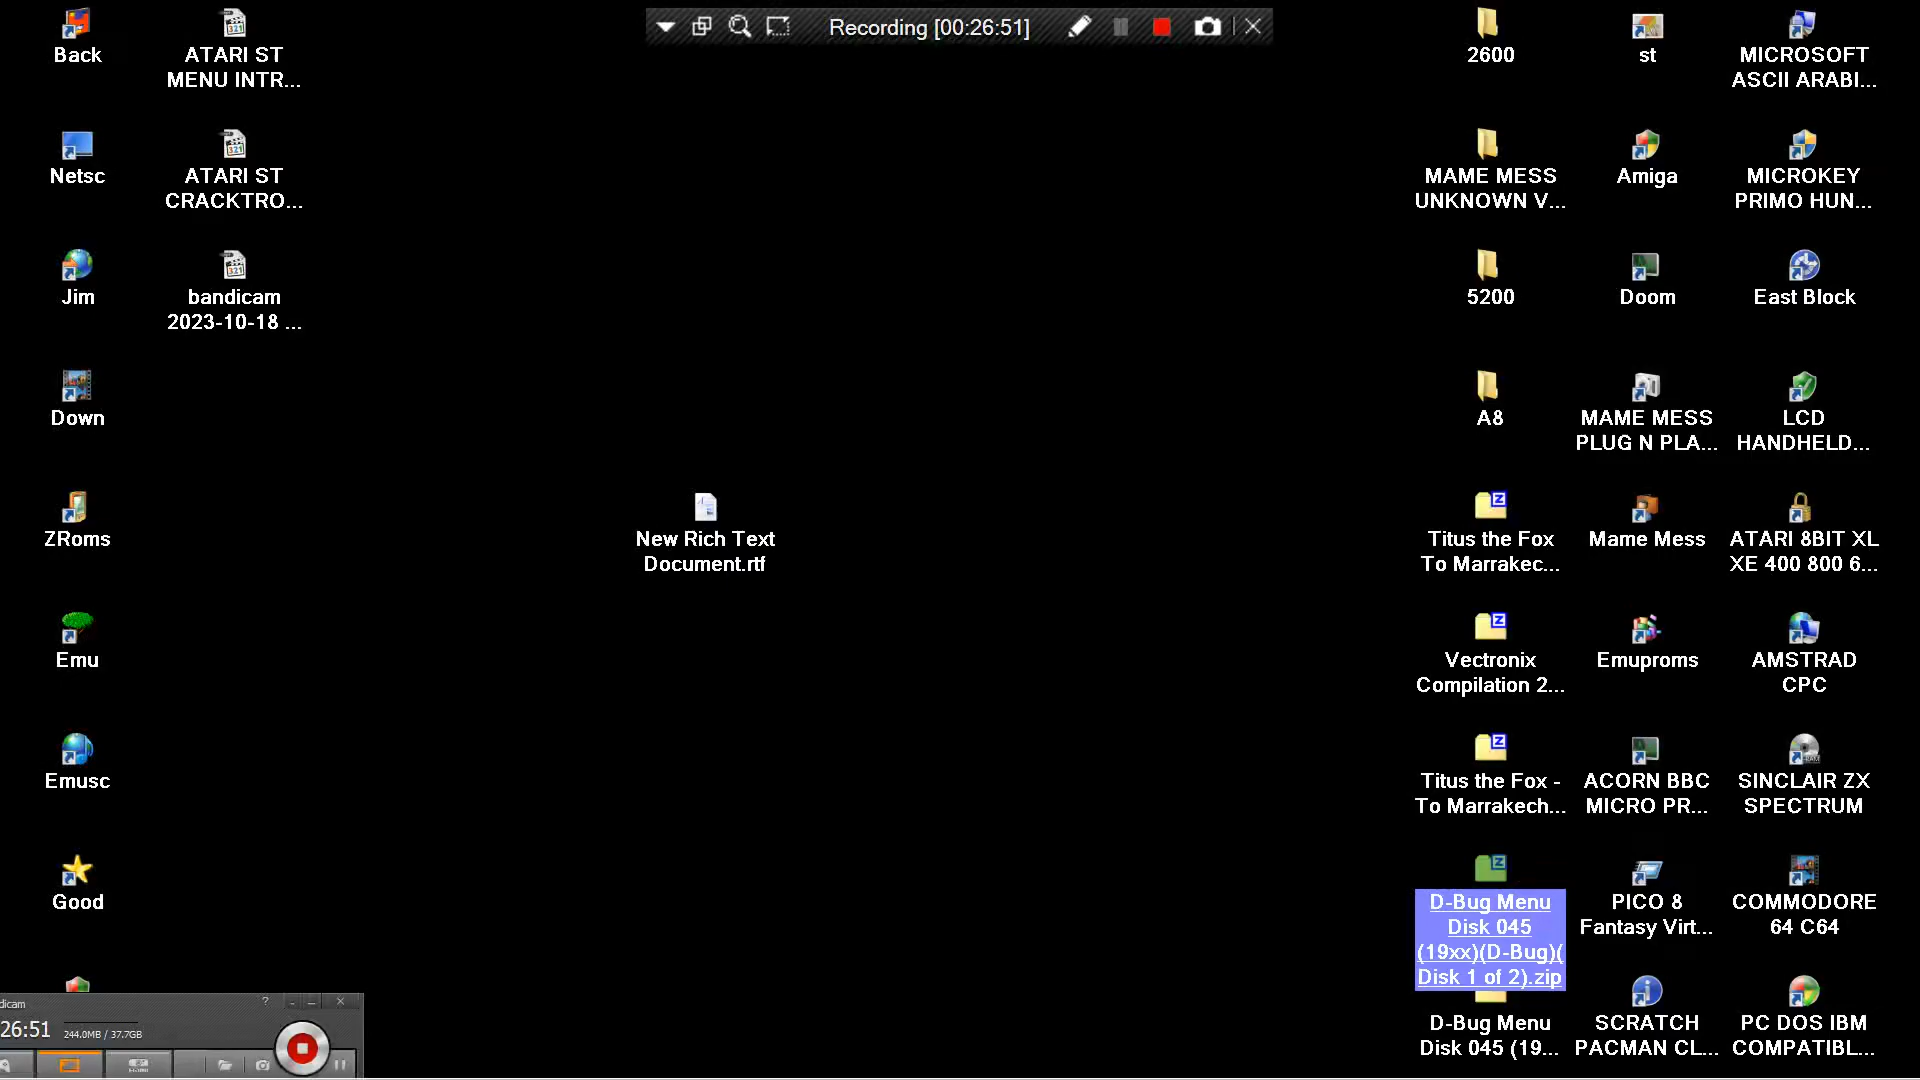 Recording [00:26:51]
Back
ATARI ST
MENU INTR...
Netsc
ATARI ST
CRACKTRO...
Jim
bandicam
2023-10-18 ...
Down
ZRoms
New Rich Text
Document.rtf
Emu
Emusc
Good
2600
st
MICROSOFT
ASCII ARABI...
MAME MESS
UNKNOWN V...
Amiga
MICROKEY
PRIMO HUN...
5200
Doom
East Block
A8
MAME MESS
PLUG N PLA...
LCD
HANDHELD...
Titus the Fox
To Marrakec...
Mame Mess
ATARI 8BIT XL
XE 400 800 6...
Vectronix
Compilation 2...
Emuproms
AMSTRAD
CPC
Titus the Fox -
To Marrakech...
ACORN BBC
MICRO PR...
SINCLAIR ZX
SPECTRUM
D-Bug Menu
Disk 045
(19xx)(D-Bug)(
Disk 1 of 2).zip
PICO 8
Fantasy Virt...
COMMODORE
64 C64
D-Bug Menu
Disk 045 (19...
SCRATCH
PACMAN CL...
PC DOS IBM
COMPATIBL...
dicam
26:51
244.0MB / 37.7GB